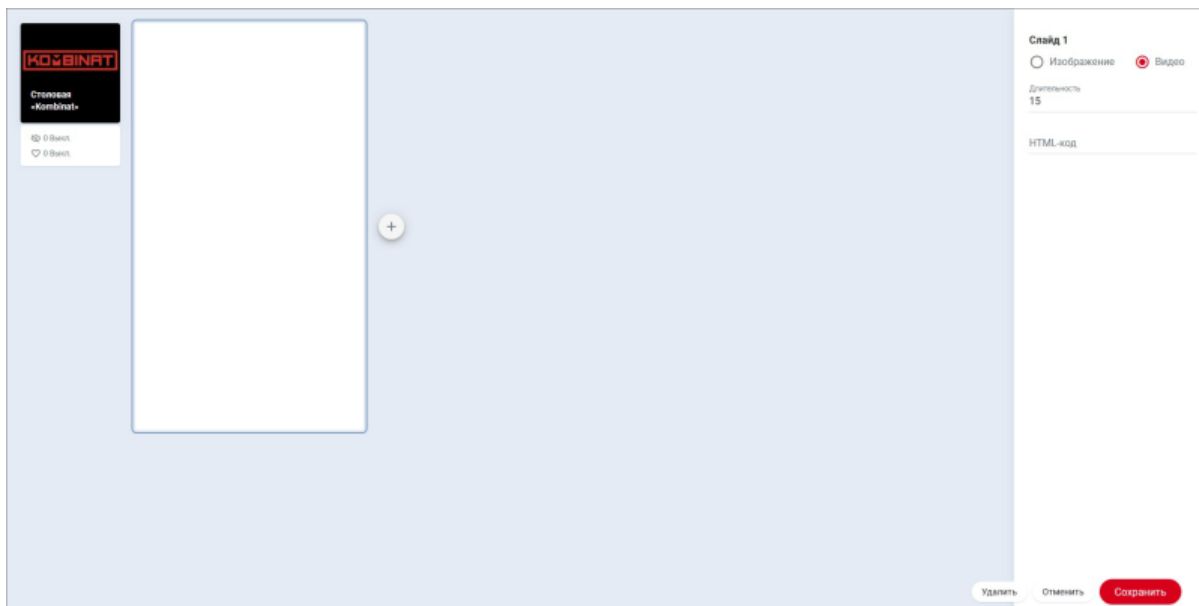 KOMBINAT
Столовая
«Kombinat»
0 Выкл.
0 Выкл.
+
Слайд 1
Изображение
Видео
Длительность
15
HTML-код
Удалить
Отменить
Сохранить